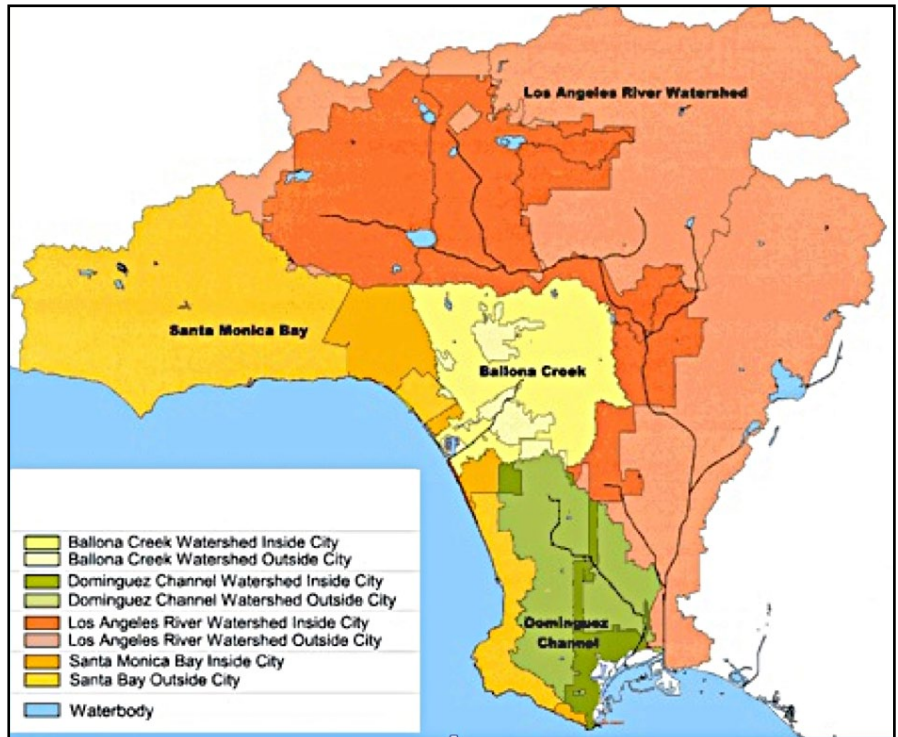 Los Angeles River Watershed
Santa Monica Bay
Ballona Creek
Dominguez
Channel
Ballona Creek Watershed Inside City
Ballona Creek Watershed Outside City
Dominguez Channel Watershed Inside City
Dominguez Channel Watershed Outside City
Los Angeles River Watershed Inside City
Los Angeles River Watershed Outside City
Santa Monica Bay Inside City
Santa Bay Outside City
Waterbody